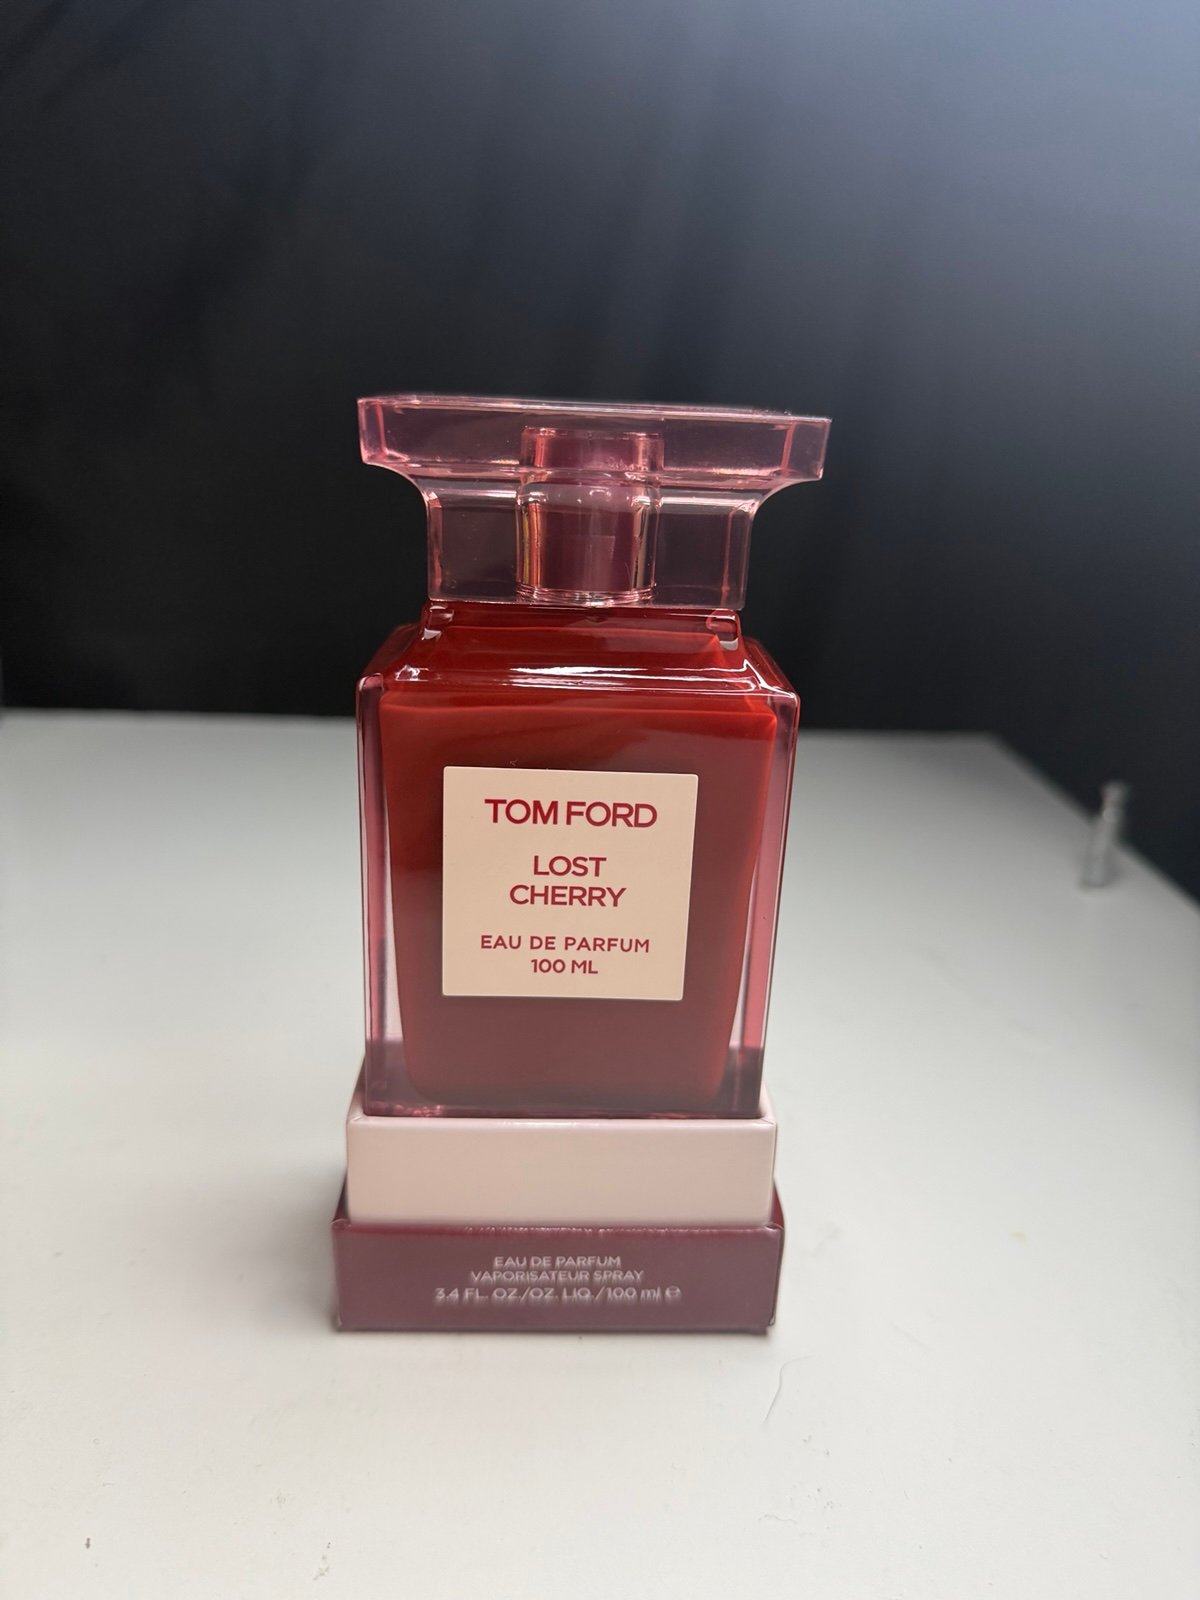 TOM FORD
LOST
CHERRY
EAU DE PARFUM
100 ML
EAU DE PARFUM
VAPORISATEUR SPRAY
3.4 FL. OZ./OZ. LIQ./100 ml ℮